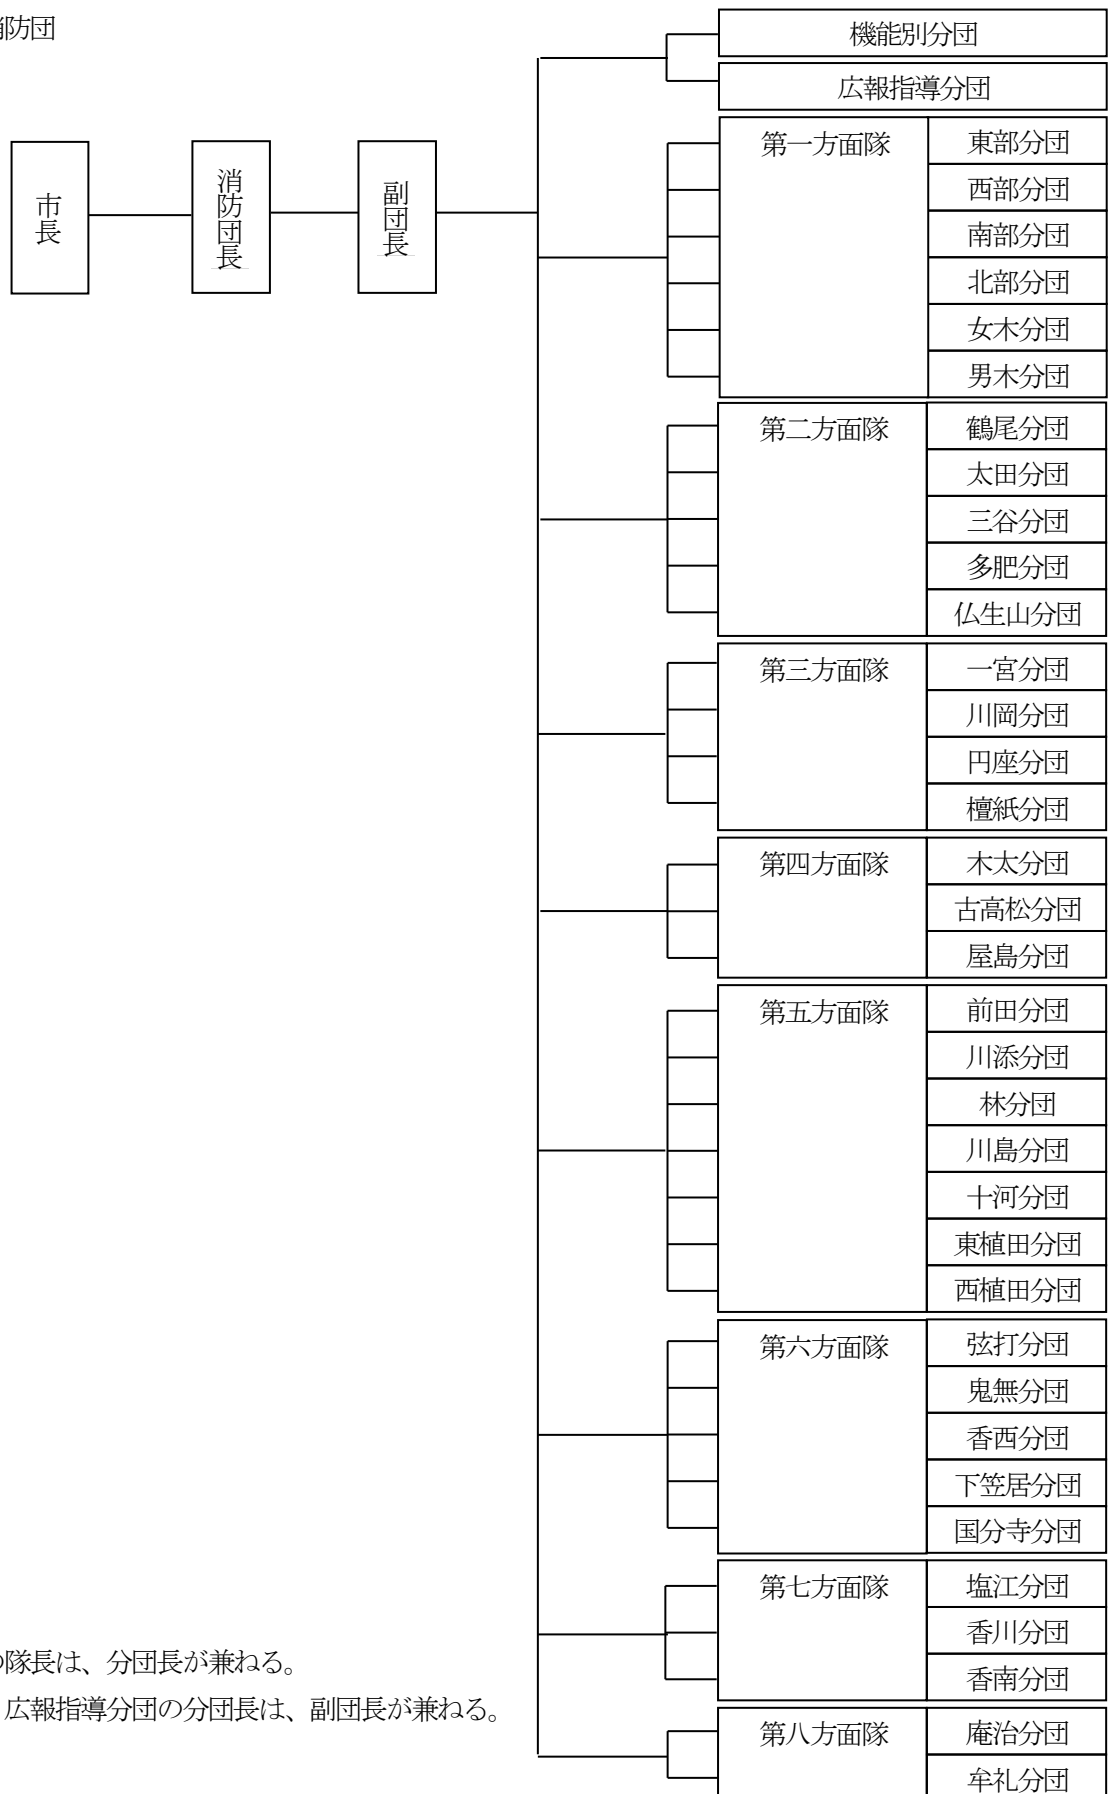 消防団
機能別分団
広報指導分団
市長
消防団長
副団長
第一方面隊
東部分団
西部分団
南部分団
北部分団
女木分団
男木分団
第二方面隊
鶴尾分団
太田分団
三谷分団
多肥分団
仏生山分団
第三方面隊
一宮分団
川岡分団
円座分団
檀紙分団
第四方面隊
木太分団
古高松分団
屋島分団
第五方面隊
前田分団
川添分団
林分団
川島分団
十河分団
東植田分団
西植田分団
第六方面隊
弦打分団
鬼無分団
香西分団
下笠居分団
国分寺分団
第七方面隊
塩江分団
香川分団
香南分団
第八方面隊
庵治分団
牟礼分団
の隊長は、分団長が兼ねる。
広報指導分団の分団長は、副団長が兼ねる。